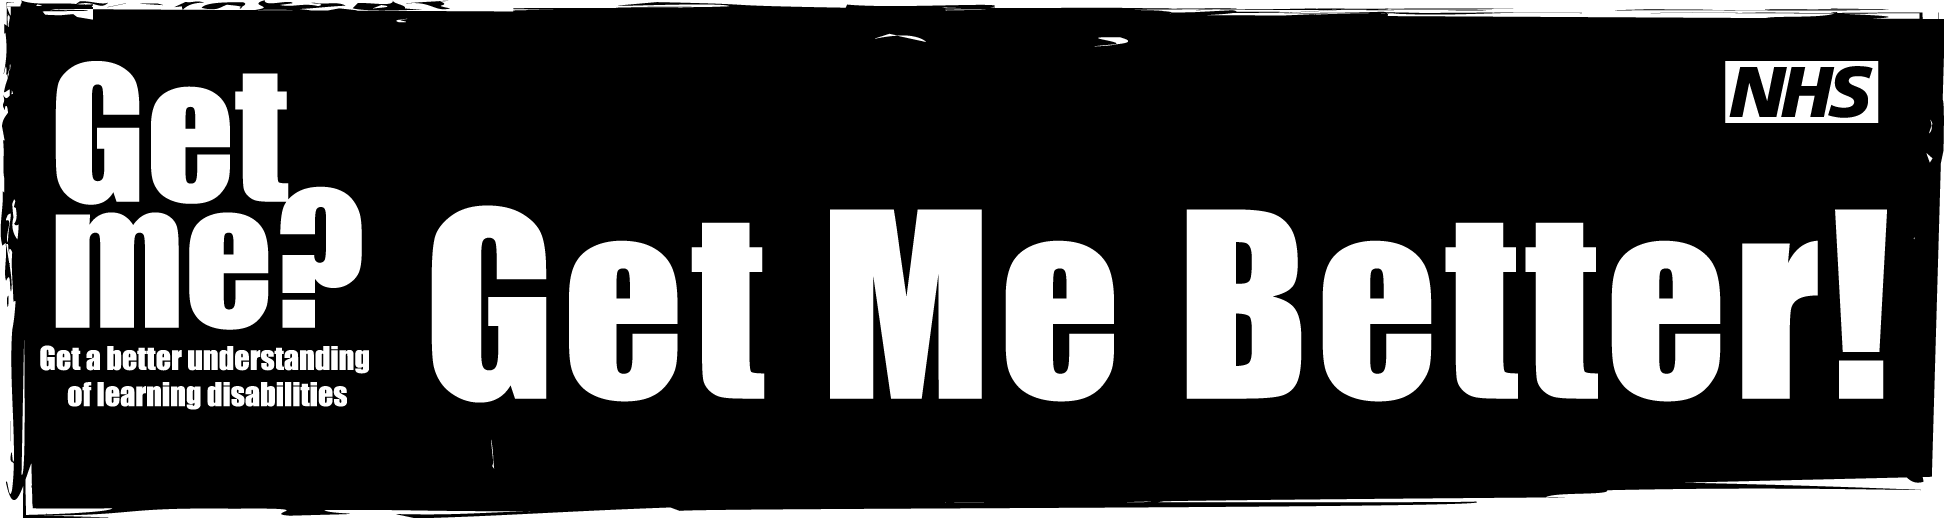 Get
me?
Get a better understanding
of learning disabilities
NHS
Get Me Better!